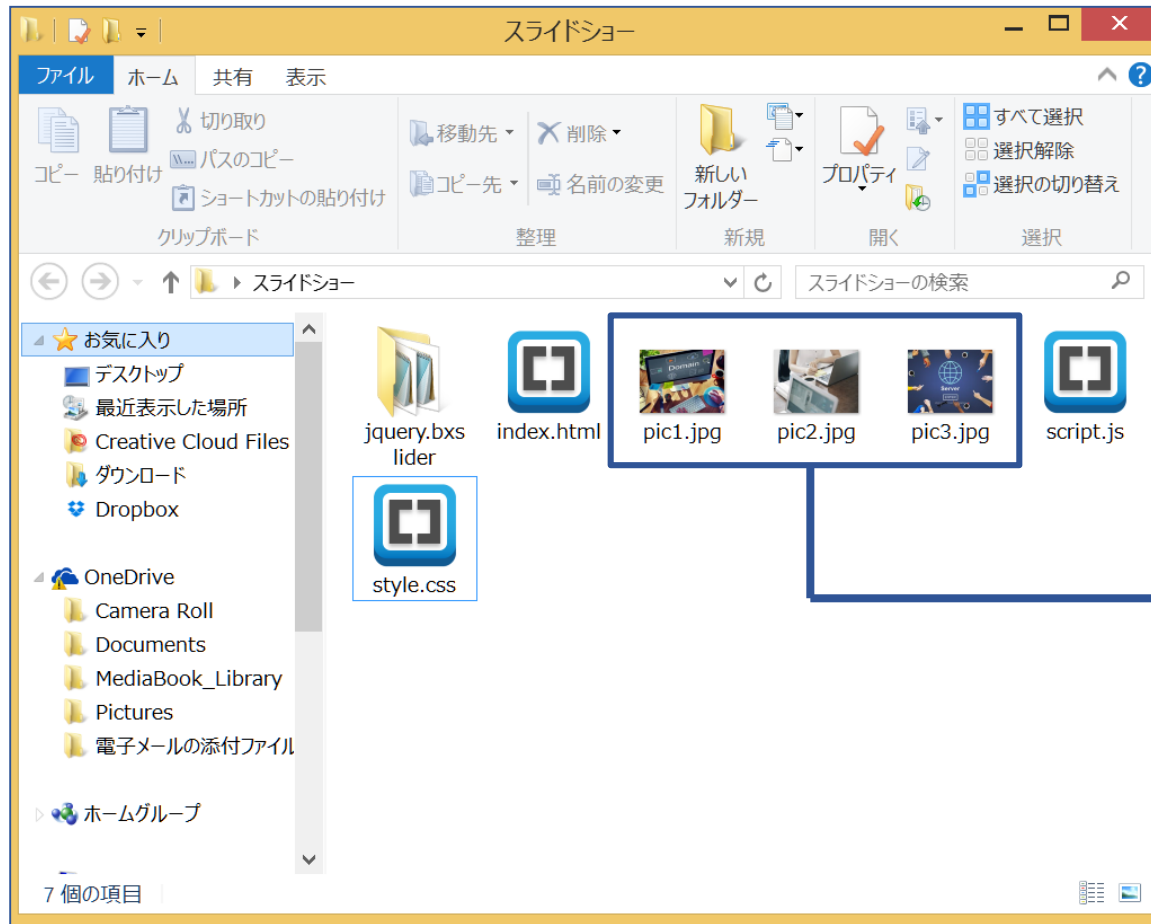 スライドショー
ファイル ホーム 共有 表示
コピー
貼り付け
切り取り
パスのコピー
ショートカットの貼り付け
クリップボード
移動先
コピー先
削除
名前の変更
整理
新しい
フォルダー
新規
プロパティ
開く
すべて選択
選択解除
選択の切り替え
選択
スライドショー
スライドショーの検索
お気に入り
デスクトップ
最近表示した場所
Creative Cloud Files
ダウンロード
Dropbox
OneDrive
Camera Roll
Documents
MediaBook_Library
Pictures
電子メールの添付ファイル
ホームグループ
jquery.bxs
lider
index.html
Domain
pic1.jpg
pic2.jpg
Server
pic3.jpg
script.js
style.css
7 個の項目